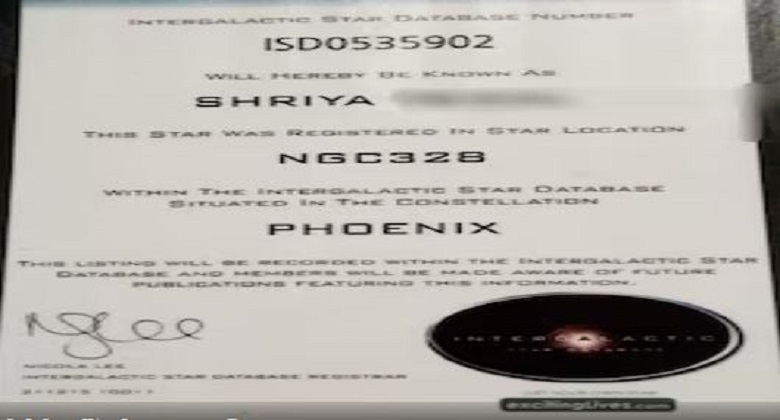 INTERGALACTIC STAR DATABASE NUMBER
ISD0535902
WILL HEREBY BE KNOWN AS
SHRIYA
THIS STAR WAS REGISTERED IN STAR LOCATION
NGC328
WITHIN THE INTERGALACTIC STAR DATABASE
SITUATED IN THE CONSTELLATION
PHOENIX
THIS LISTING WILL BE RECORDED WITHIN THE INTERGALACTIC STAR
DATABASE AND MEMBERS WILL BE MADE AWARE OF FUTURE
PUBLICATIONS FEATURING THIS INFORMATION.
NICOLA LEE
INTERGALACTIC STAR DATABASE REGISTRAR
INTERGALACTIC
STAR DATABASE
excitingLives.com